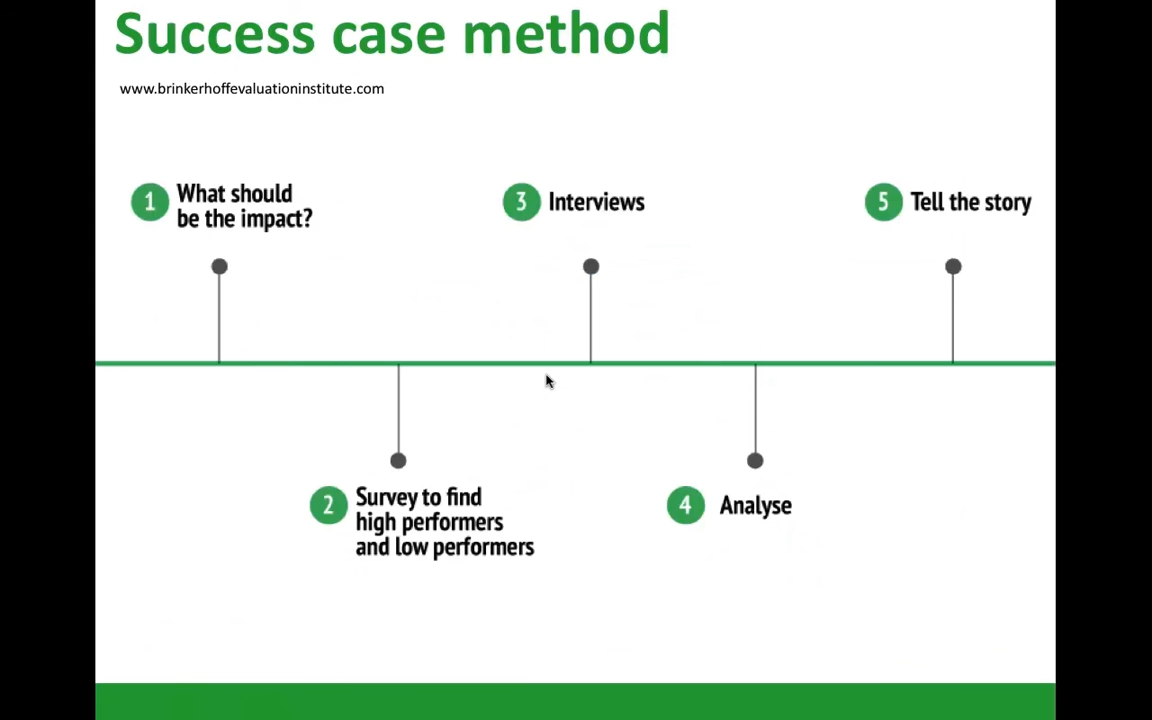 Success case method
www.brinkerhoffevaluationinstitute.com
1 What should
be the impact?
2 Survey to find
high performers
and low performers
3 Interviews
4 Analyse
5 Tell the story